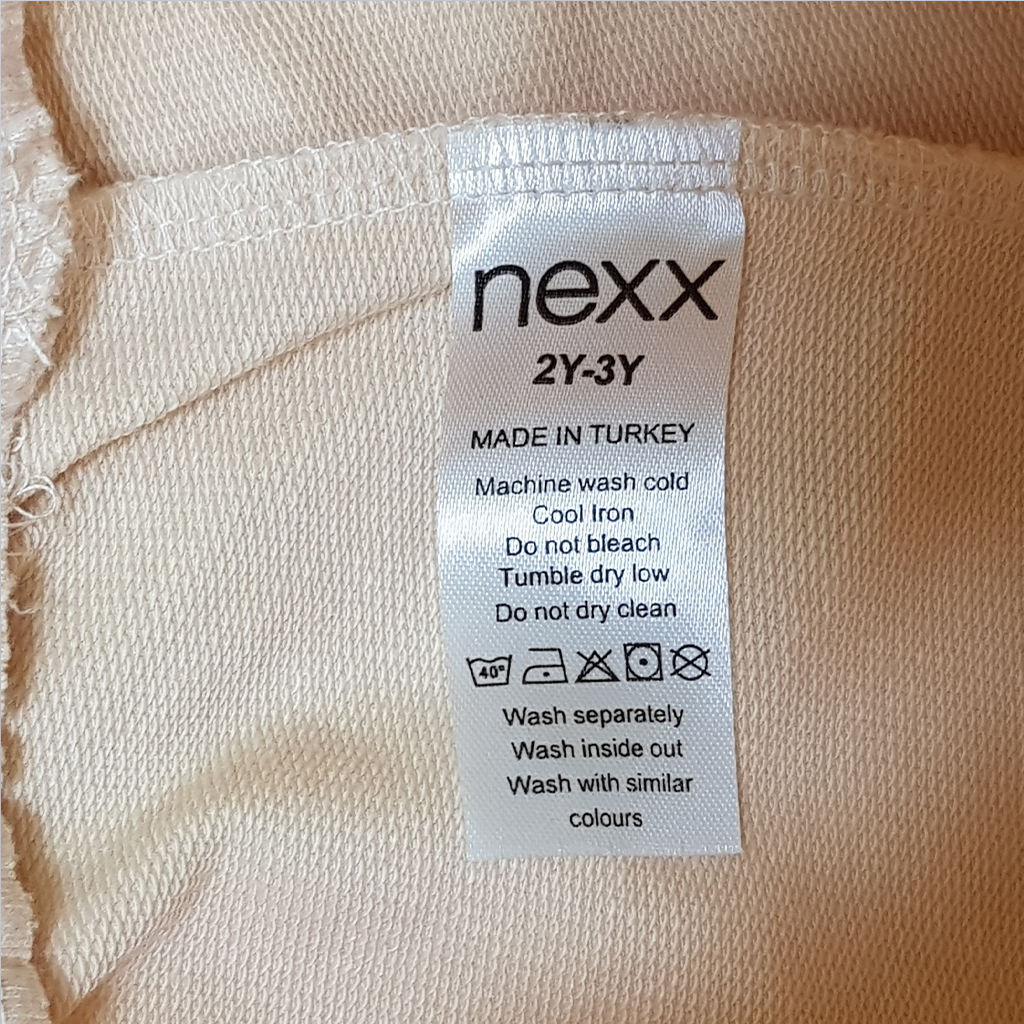 nexx
2Y-3Y
MADE IN TURKEY
Machine wash cold
Cool Iron
Do not bleach
Tumble dry low
Do not dry clean
40°
Wash separately
Wash inside out
Wash with similar
colours